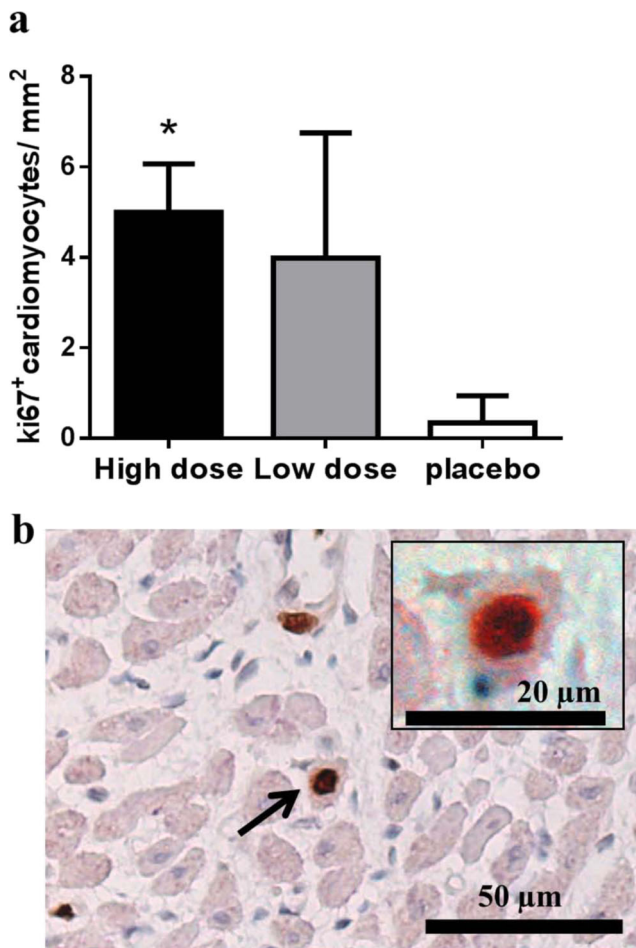 a
ki67+ cardiomyocytes/ mm2
8
6
4
2
0
*
High dose Low dose placebo
b
20 µm
50 µm